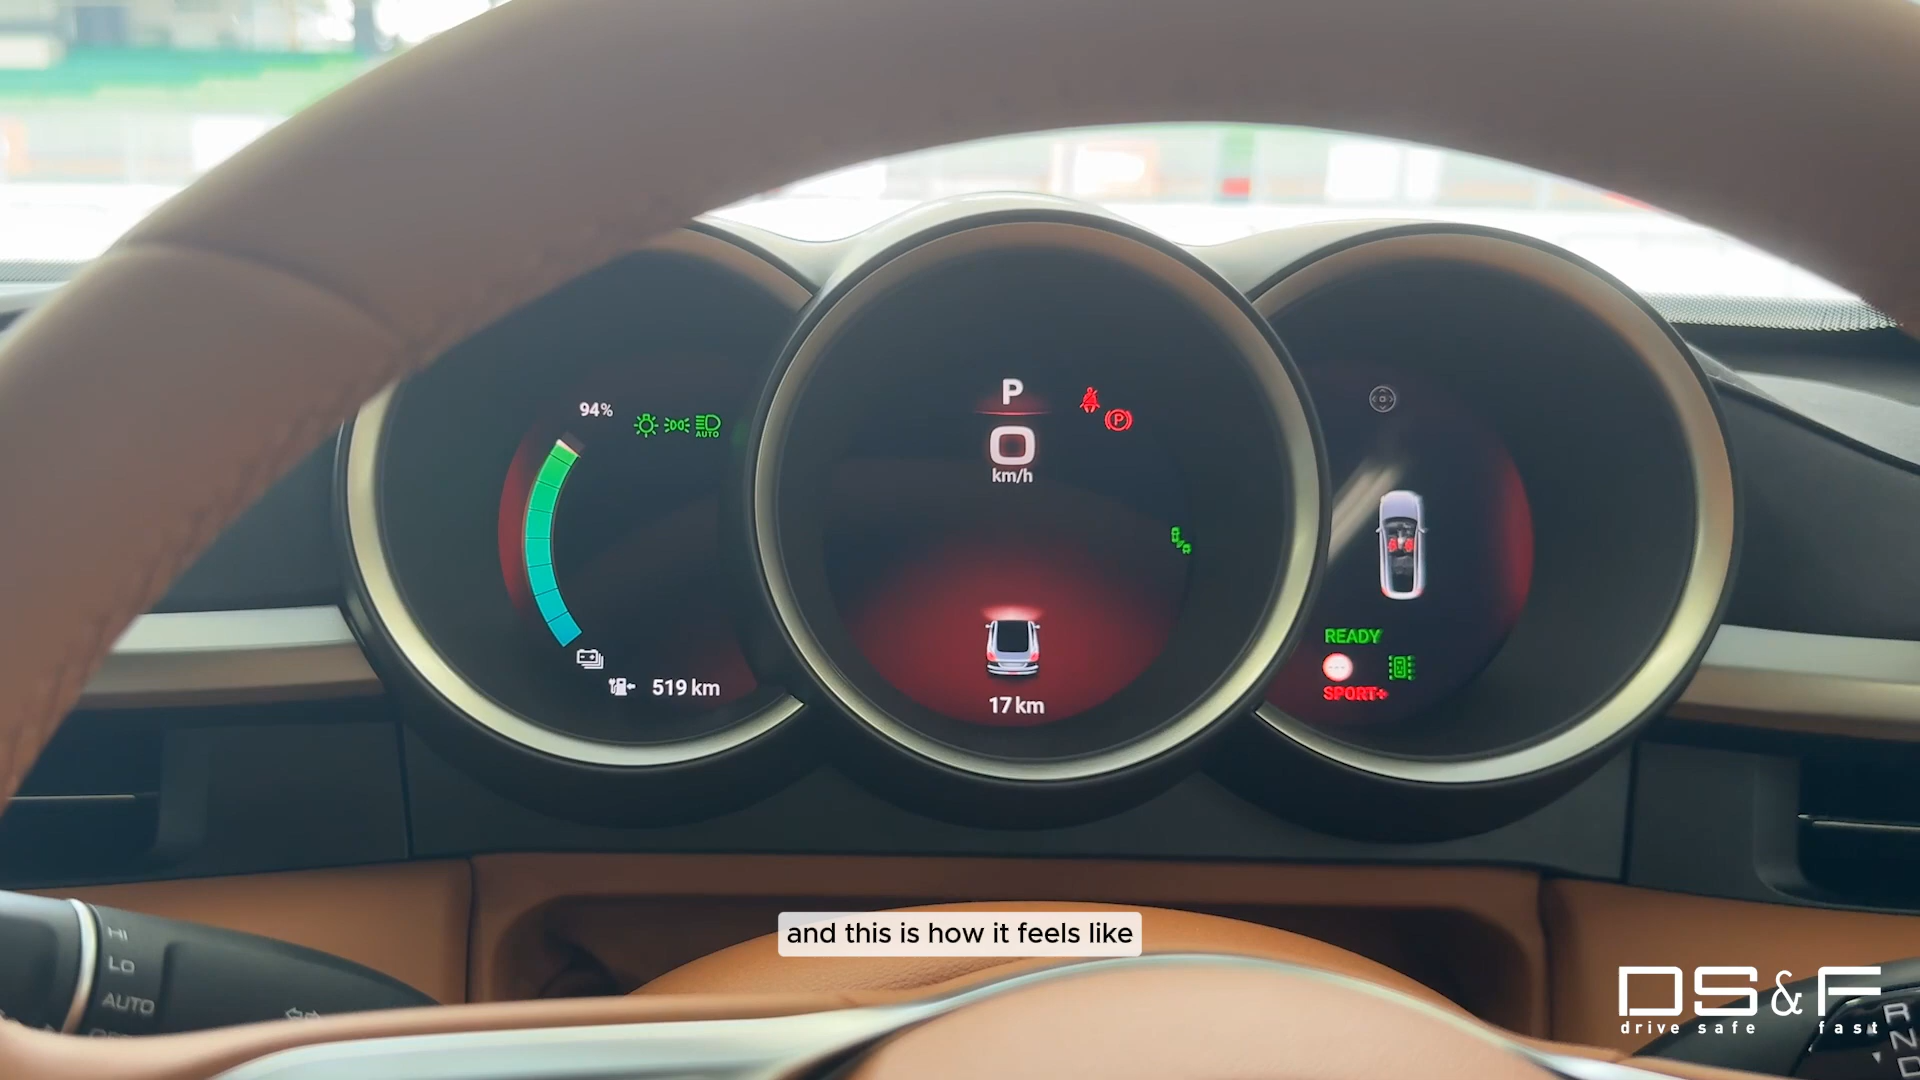 94%
AUTO
519 km
P
0
km/h
17 km
READY
SPORT+
HI
LO
AUTO
and this is how it feels like
DS&F
drive safe fast
R
N
D